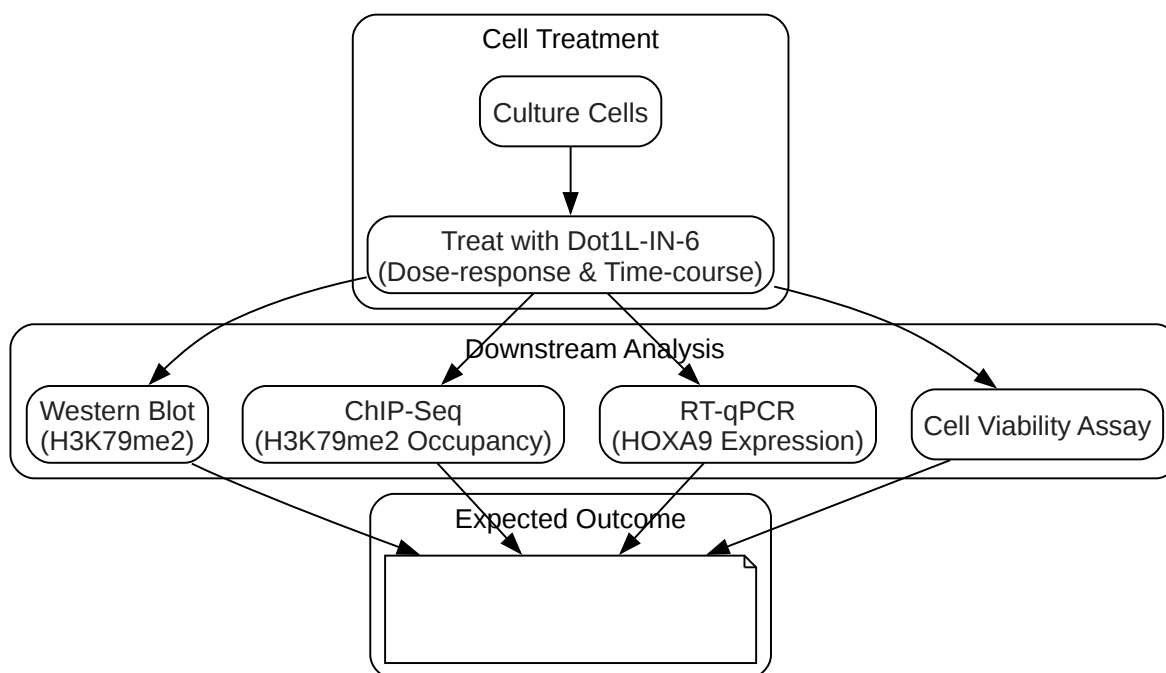 Cell Treatment
Culture Cells
Treat with Dot1L-IN-6
(Dose-response & Time-course)
Downstream Analysis
Western Blot
(H3K79me2)
ChIP-Seq
(H3K79me2 Occupancy)
RT-qPCR
(HOXA9 Expression)
Cell Viability Assay
Expected Outcome